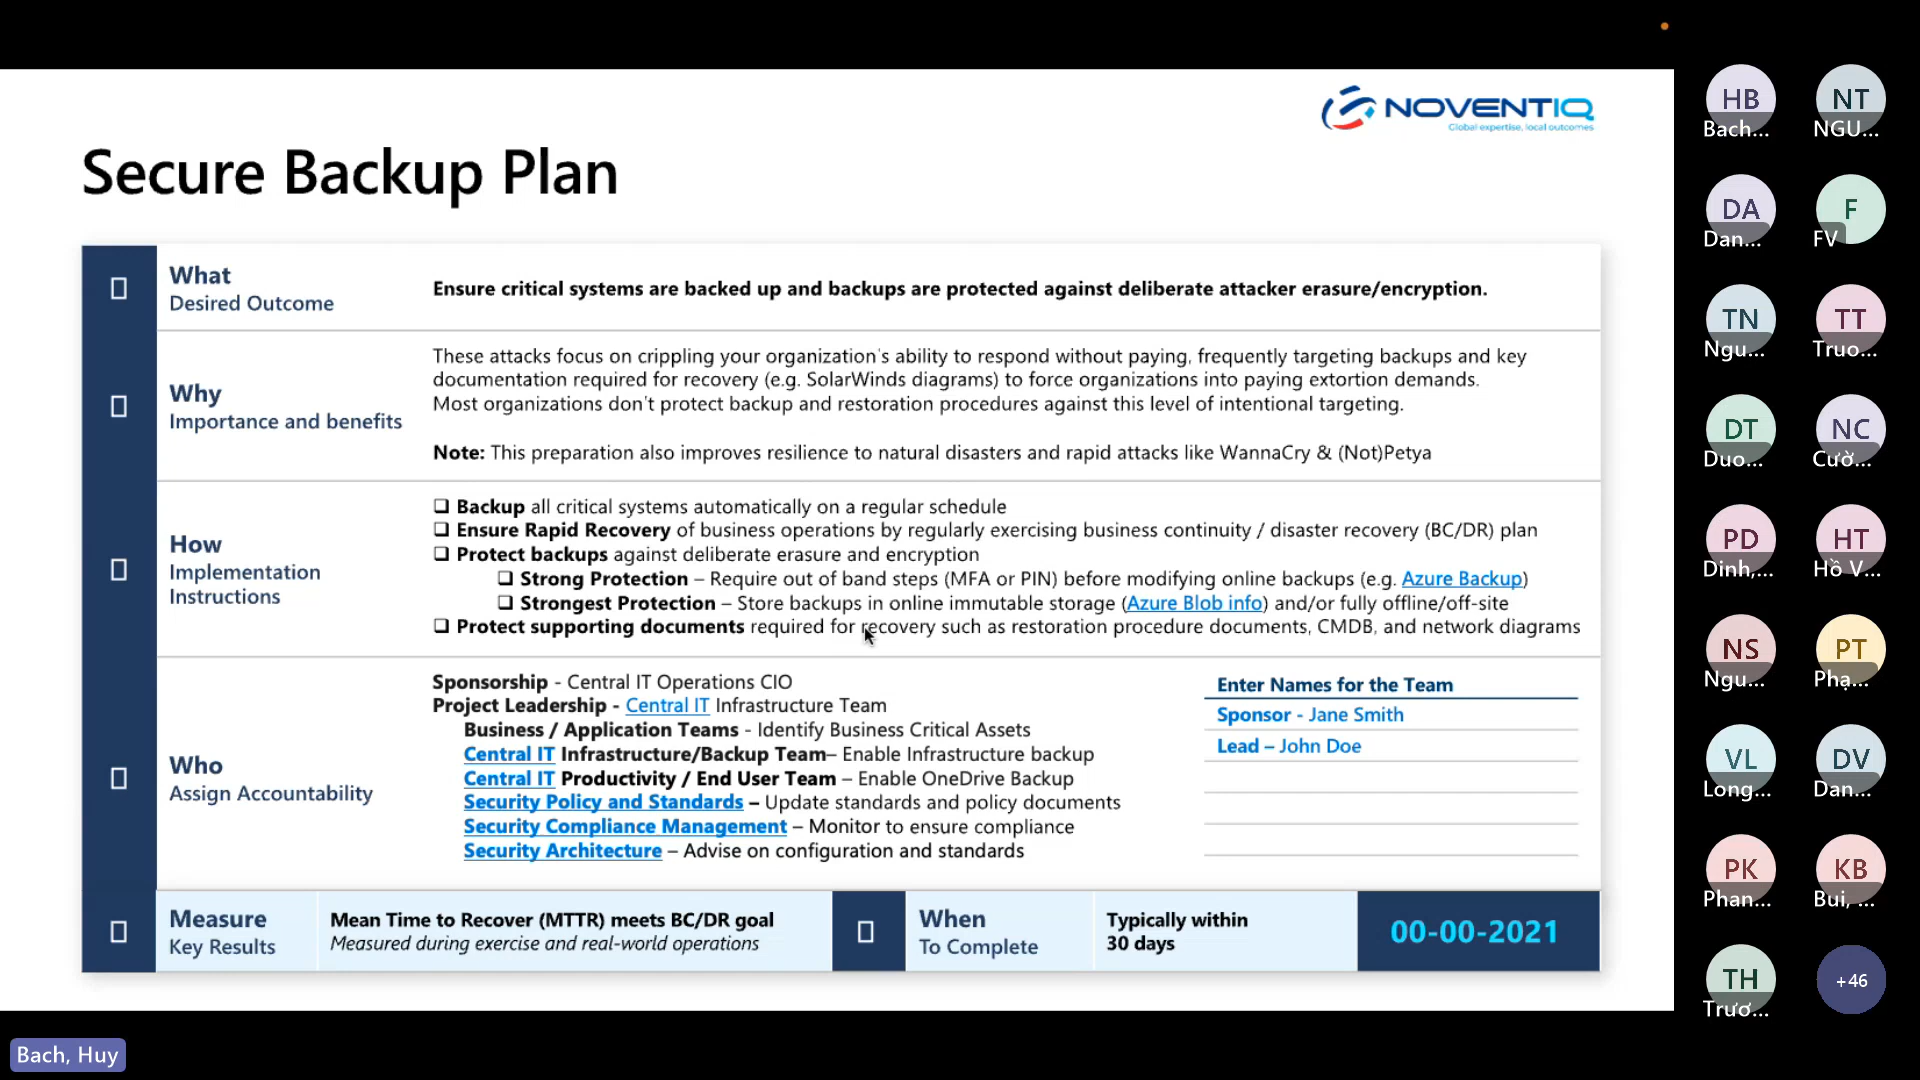 NOVENTIQ
Global expertise, local outcomes
Secure Backup Plan
What
Desired Outcome
Ensure critical systems are backed up and backups are protected against deliberate attacker erasure/encryption.
Why
Importance and benefits
These attacks focus on crippling your organization's ability to respond without paying, frequently targeting backups and key
documentation required for recovery (e.g. SolarWinds diagrams) to force organizations into paying extortion demands.
Most organizations don't protect backup and restoration procedures against this level of intentional targeting.
Note: This preparation also improves resilience to natural disasters and rapid attacks like WannaCry & (Not)Petya
How
Implementation
Instructions
❑ Backup all critical systems automatically on a regular schedule
❑ Ensure Rapid Recovery of business operations by regularly exercising business continuity / disaster recovery (BC/DR) plan
❑ Protect backups against deliberate erasure and encryption
❑ Strong Protection – Require out of band steps (MFA or PIN) before modifying online backups (e.g. Azure Backup)
❑ Strongest Protection – Store backups in online immutable storage (Azure Blob info) and/or fully offline/off-site
❑ Protect supporting documents required for recovery such as restoration procedure documents, CMDB, and network diagrams
Who
Assign Accountability
Sponsorship - Central IT Operations CIO
Project Leadership - Central IT Infrastructure Team
Business / Application Teams - Identify Business Critical Assets
Central IT Infrastructure/Backup Team– Enable Infrastructure backup
Central IT Productivity / End User Team – Enable OneDrive Backup
Security Policy and Standards – Update standards and policy documents
Security Compliance Management – Monitor to ensure compliance
Security Architecture – Advise on configuration and standards
Enter Names for the Team
Sponsor - Jane Smith
Lead – John Doe
Measure
Key Results
Mean Time to Recover (MTTR) meets BC/DR goal
Measured during exercise and real-world operations
When
To Complete
Typically within
30 days
00-00-2021
HB
Bach...
NT
NGU...
DA
Dan...
F
FV
TN
Ngu...
TT
Truo...
DT
Duo...
NC
Cườ...
PD
Dinh,...
HT
Hồ V...
NS
Ngu...
PT
Phạ...
VL
Long...
DV
Dan...
PK
Phan...
KB
Bui, ...
TH
Trươ...
+46
Bach, Huy